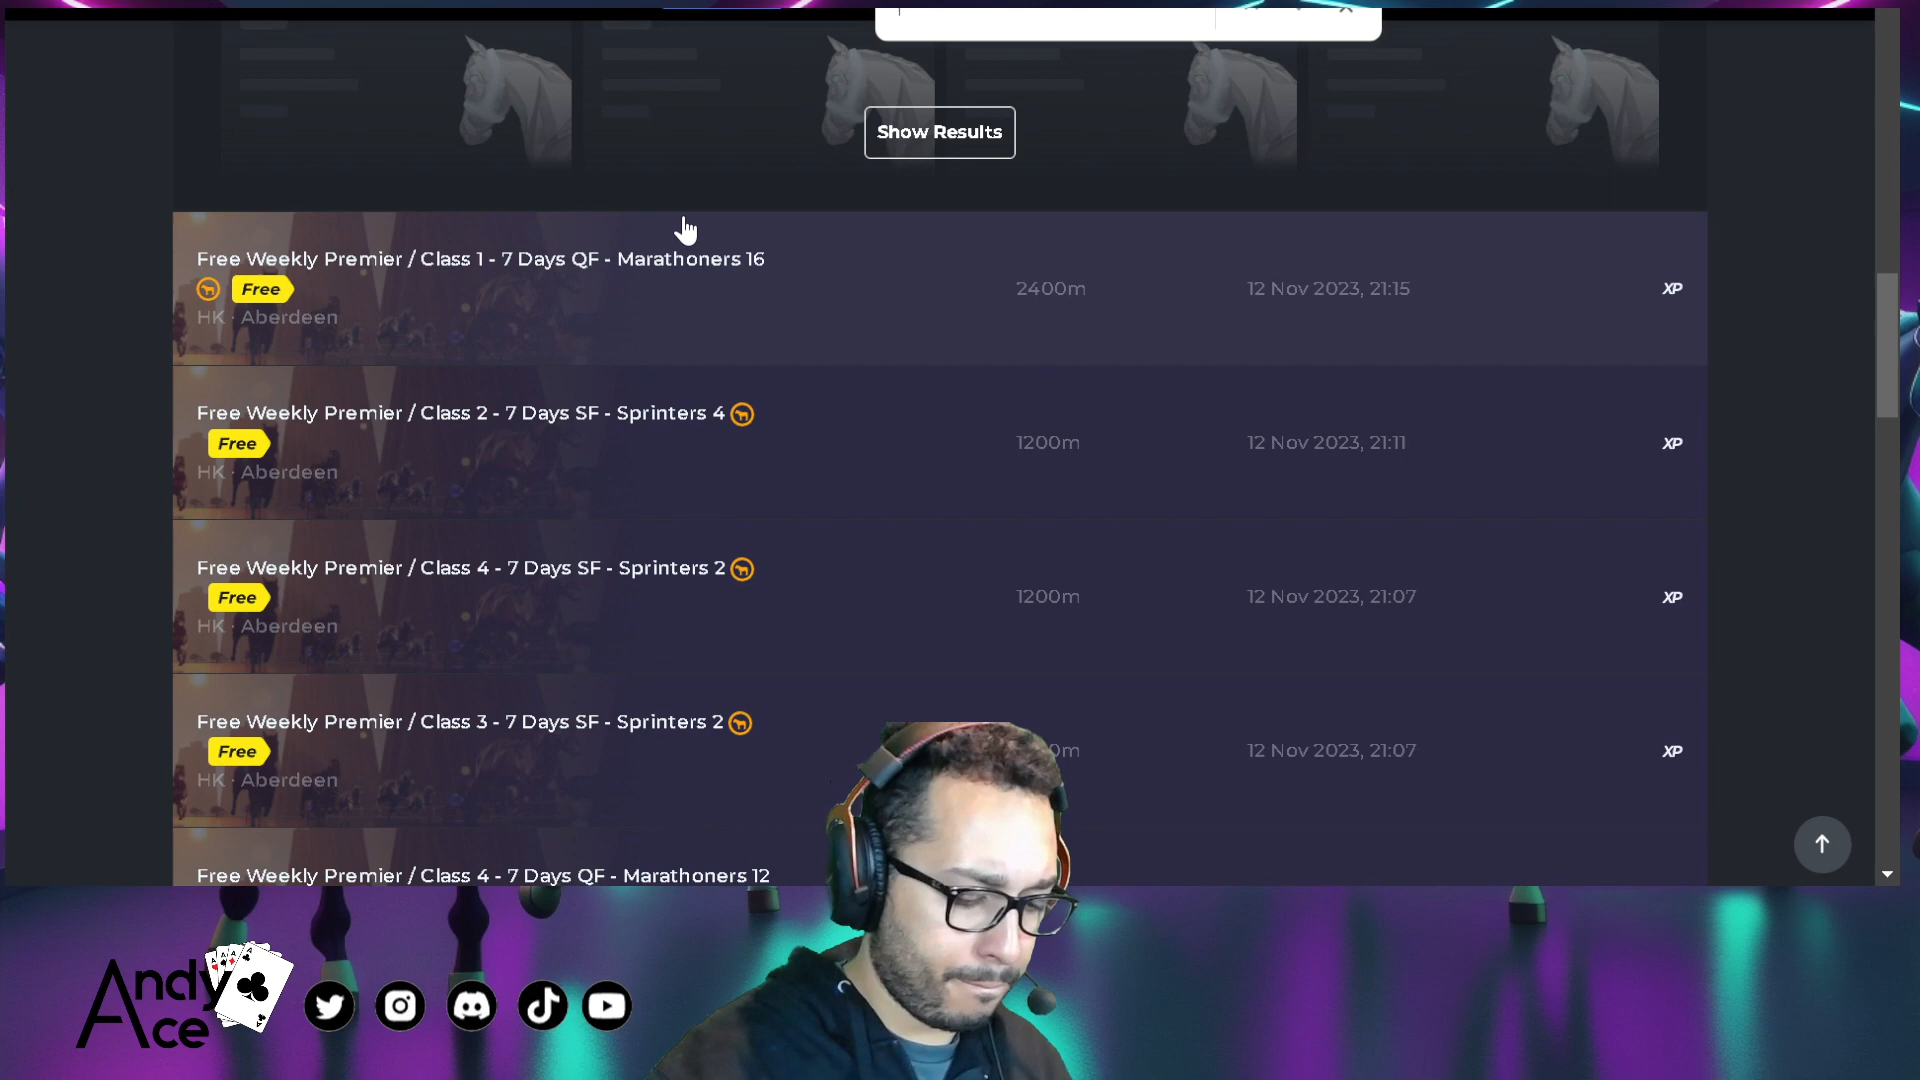 Show Results
Free Weekly Premier / Class 1 - 7 Days QF - Marathoners 16
Free
HK · Aberdeen
2400m
12 Nov 2023, 21:15
XP
Free Weekly Premier / Class 2 - 7 Days SF - Sprinters 4
Free
HK · Aberdeen
1200m
12 Nov 2023, 21:11
XP
Free Weekly Premier / Class 4 - 7 Days SF - Sprinters 2
Free
HK · Aberdeen
1200m
12 Nov 2023, 21:07
XP
Free Weekly Premier / Class 3 - 7 Days SF - Sprinters 2
Free
HK · Aberdeen
0m
12 Nov 2023, 21:07
XP
Free Weekly Premier / Class 4 - 7 Days QF - Marathoners 12
Andy
Ace